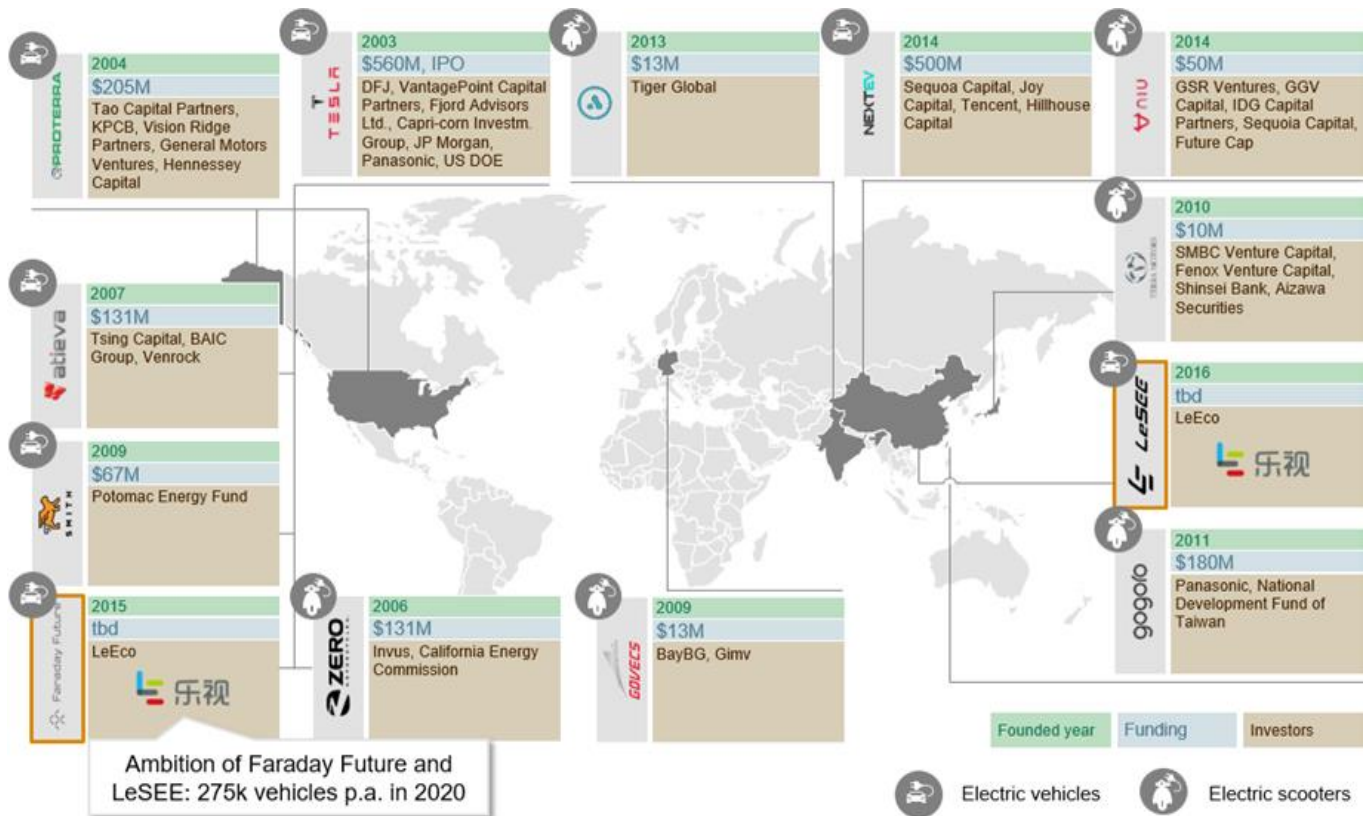 2004
$205M
Tao Capital Partners,
KPCB, Vision Ridge
Partners, General Motors
Ventures, Hennessey
Capital
PROTERRA
2003
$560M, IPO
DFJ, VantagePoint Capital
Partners, Fjord Advisors
Ltd., Capri-corn Investm.
Group, JP Morgan,
Panasonic, US DOE
TESLA
2013
$13M
Tiger Global
2014
$500M
Sequoa Capital, Joy
Capital, Tencent, Hillhouse
Capital
NEXTEV
2014
$50M
GSR Ventures, GGV
Capital, IDG Capital
Partners, Sequoia Capital,
Future Cap
NIU
2010
$10M
SMBC Venture Capital,
Fenox Venture Capital,
Shinsei Bank, Aizawa
Securities
2007
$131M
Tsing Capital, BAIC
Group, Venrock
atieva
2016
tbd
LeEco
乐视
LeSEE
2009
$67M
Potomac Energy Fund
SMITH
2011
$180M
Panasonic, National
Development Fund of
Taiwan
gogoro
2015
tbd
LeEco
乐视
Faraday Future
2006
$131M
Invus, California Energy
Commission
ZERO
2009
$13M
BayBG, Gimv
GOVECS
Founded year
Funding
Investors
Ambition of Faraday Future and
LeSEE: 275k vehicles p.a. in 2020
Electric vehicles
Electric scooters